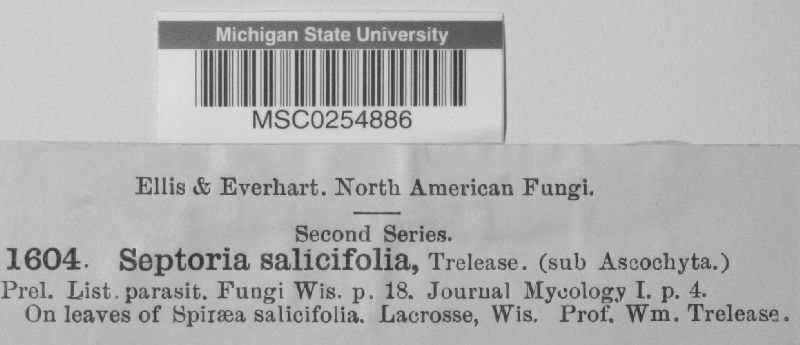 Michigan State University
MSC0254886
Ellis & Everhart. North American Fungi.
Second Series.
1604. Septoria salicifolia, Trelease. (sub Ascochyta.)
Prel. List. parasit. Fungi Wis. p. 18. Journal Mycology I. p. 4.
On leaves of Spiræa salicifolia. Lacrosse, Wis. Prof. Wm. Trelease.